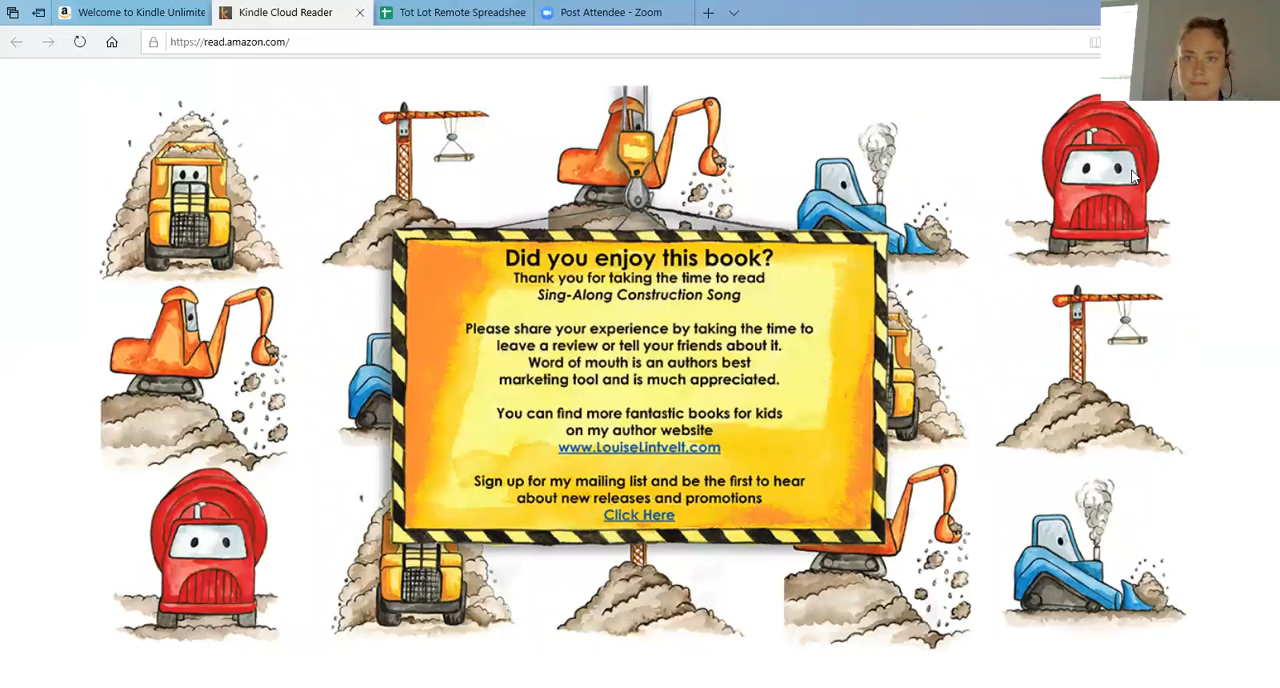 Welcome to Kindle Unlimite
Kindle Cloud Reader
Tot Lot Remote Spreadshee
Post Attendee - Zoom
https://read.amazon.com/
Did you enjoy this book?
Thank you for taking the time to read
Sing-Along Construction Song
Please share your experience by taking the time to
leave a review or tell your friends about it.
Word of mouth is an authors best
marketing tool and is much appreciated.
You can find more fantastic books for kids
on my author website
www.LouiseLintvelt.com
Sign up for my mailing list and be the first to hear
about new releases and promotions
Click Here